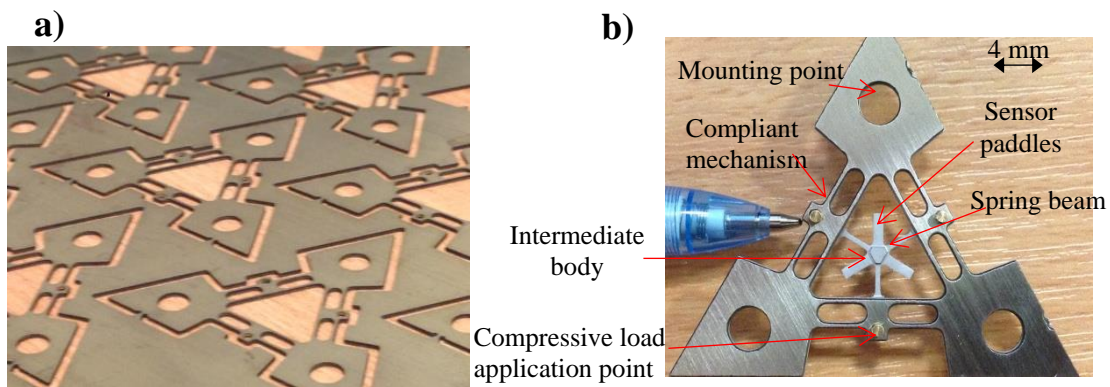 a)
b)
4 mm
Mounting point
Sensor
paddles
Compliant
mechanism
Spring beam
Intermediate
body
Compressive load
application point